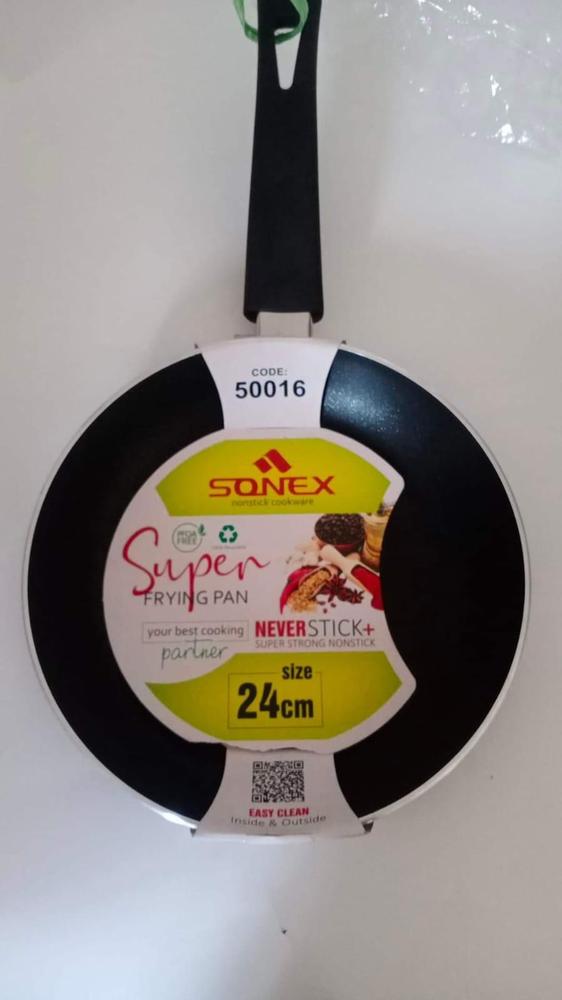 CODE:
50016
SONEX
nonstick cookware
PFOA
FREE
Super
FRYING PAN
your best cooking
partner
NEVERSTICK+
SUPER STRONG NONSTICK
size
24cm
EASY CLEAN
Inside & Outside